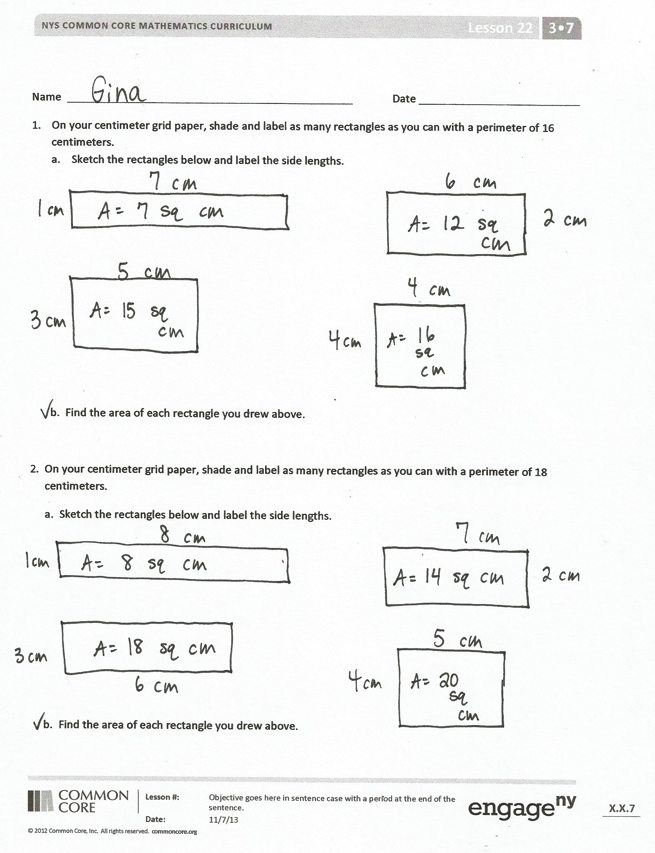 NYS COMMON CORE MATHEMATICS CURRICULUM Lesson 22 3•7
Name Gina Date
1. On your centimeter grid paper, shade and label as many rectangles as you can with a perimeter of 16
centimeters.
a. Sketch the rectangles below and label the side lengths.
7 cm
1 cm
A= 7 sq cm
6 cm
A= 12 sq
cm
2 cm
5 cm
3 cm
A= 15 sq
cm
4 cm
4 cm
A= 16
sq
cm
√b. Find the area of each rectangle you drew above.
2. On your centimeter grid paper, shade and label as many rectangles as you can with a perimeter of 18
centimeters.
a. Sketch the rectangles below and label the side lengths.
8 cm
1 cm
A= 8 sq cm
7 cm
A= 14 sq cm
2 cm
3 cm
A= 18 sq cm
6 cm
5 cm
4 cm
A= 20
sq
cm
√b. Find the area of each rectangle you drew above.
COMMON
CORE
Lesson #: Objective goes here in sentence case with a period at the end of the
sentence.
Date: 11/7/13
engage ny
X.X.7
© 2012 Common Core, Inc. All rights reserved. commoncore.org